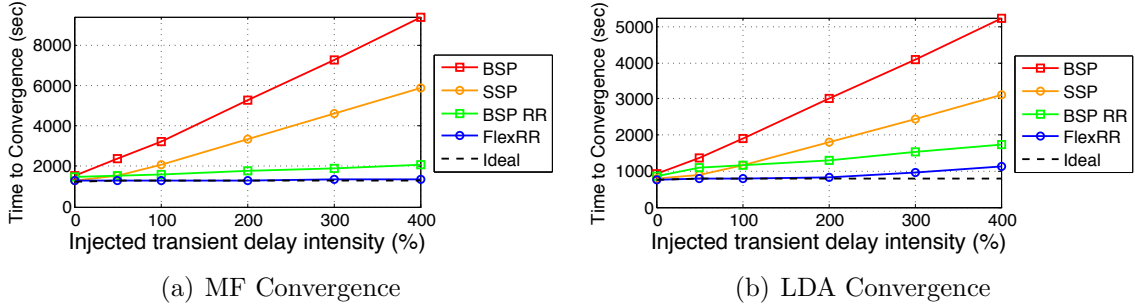 Time to Convergence (sec)
8000
6000
4000
2000
0
0
100
200
300
400
Injected transient delay intensity (%)
BSP
SSP
BSP RR
FlexRR
Ideal
(a) MF Convergence
Time to Convergence (sec)
5000
4000
3000
2000
1000
0
0
100
200
300
400
Injected transient delay intensity (%)
BSP
SSP
BSP RR
FlexRR
Ideal
(b) LDA Convergence